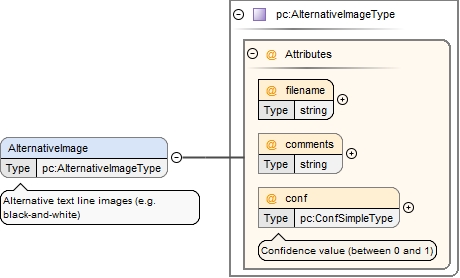 pc:AlternativeImageType
@ Attributes
@ filename
Type string
@ comments
Type string
AlternativeImage
Type pc:AlternativeImageType
Alternative text line images (e.g.
black-and-white)
@ conf
Type pc:ConfSimpleType
Confidence value (between 0 and 1)